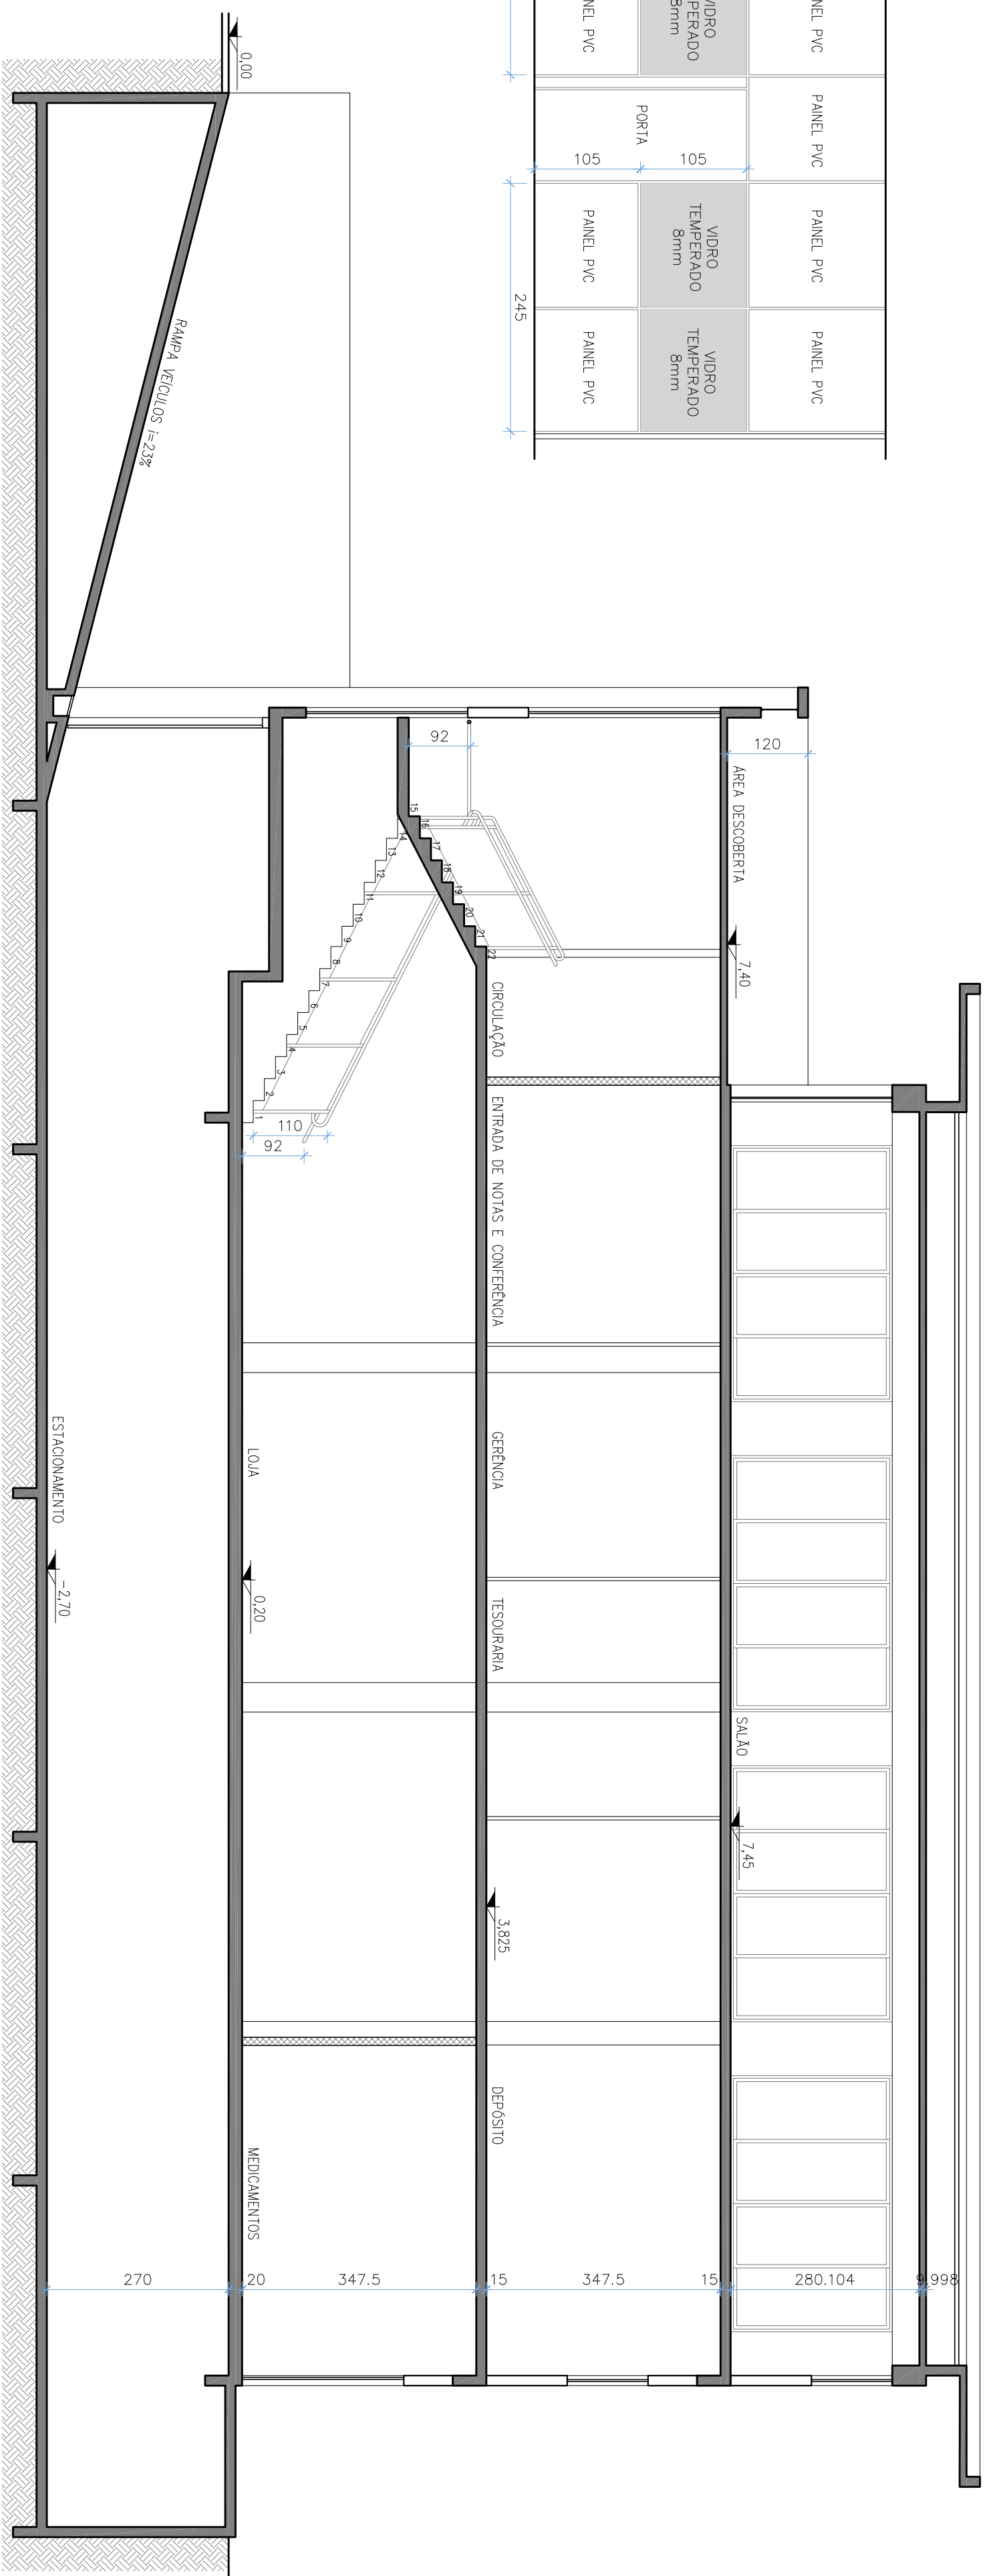 NEL PVC
VIDRO
PERADO
8mm
NEL PVC
PAINEL PVC
PORTA
105
105
PAINEL PVC
VIDRO
TEMPERADO
8mm
PAINEL PVC
PAINEL PVC
VIDRO
TEMPERADO
8mm
PAINEL PVC
245
0,00
RAMPA VEÍCULOS i=23%
120
ÁREA DESCOBERTA
7,40
92
15
16
17
18
19
20
21
22
14
13
12
11
10
9
8
7
6
5
4
3
2
1
110
92
CIRCULAÇÃO
ENTRADA DE NOTAS E CONFERÊNCIA
GERÊNCIA
TESOURARIA
3,825
DEPÓSITO
SALÃO
7,45
LOJA
0,20
MEDICAMENTOS
ESTACIONAMENTO
-2,70
270
20
347.5
15
347.5
15
280.104
9.998